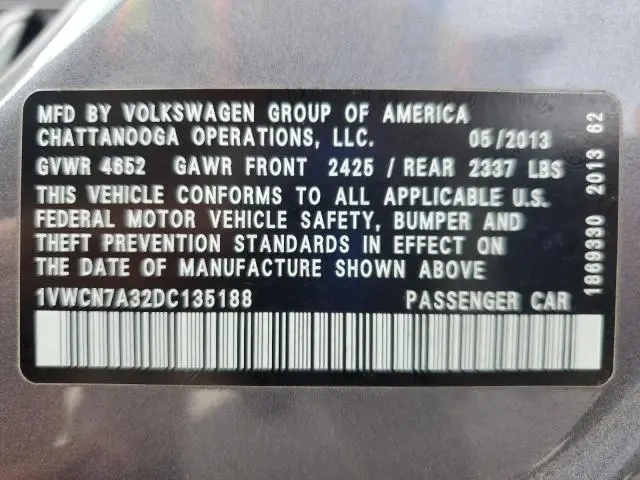 MFD BY VOLKSWAGEN GROUP OF AMERICA
CHATTANOOGA OPERATIONS, LLC. 05/2013
GVWR 4652 GAWR FRONT 2425 / REAR 2337 LBS
THIS VEHICLE CONFORMS TO ALL APPLICABLE U.S.
FEDERAL MOTOR VEHICLE SAFETY, BUMPER AND
THEFT PREVENTION STANDARDS IN EFFECT ON
THE DATE OF MANUFACTURE SHOWN ABOVE.
1VWCN7A32DC135188 PASSENGER CAR
1869330 2013 62